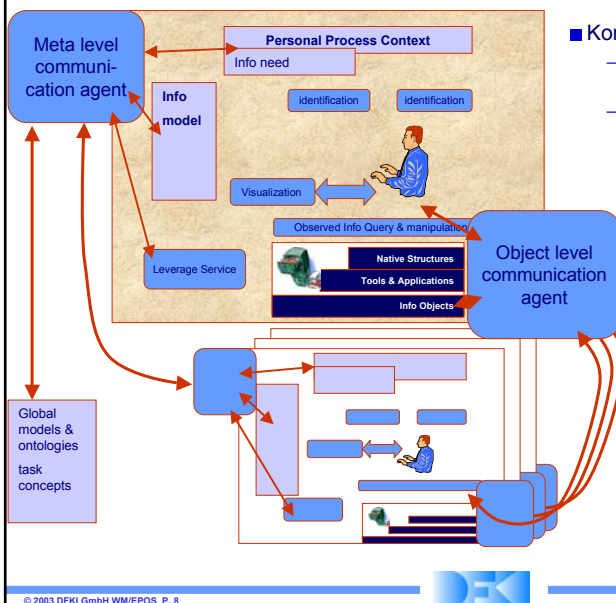 Meta level
communi-
cation agent
Personal Process Context
Info need
Info
model
identification
identification
Visualization
Observed Info Query & manipulation
Leverage Service
Native Structures
Tools & Applications
Info Objects
Object level
communication
agent
Global
models &
ontologies
task
concepts
© 2003 DFKI GmbH WM/EPOS P. 8